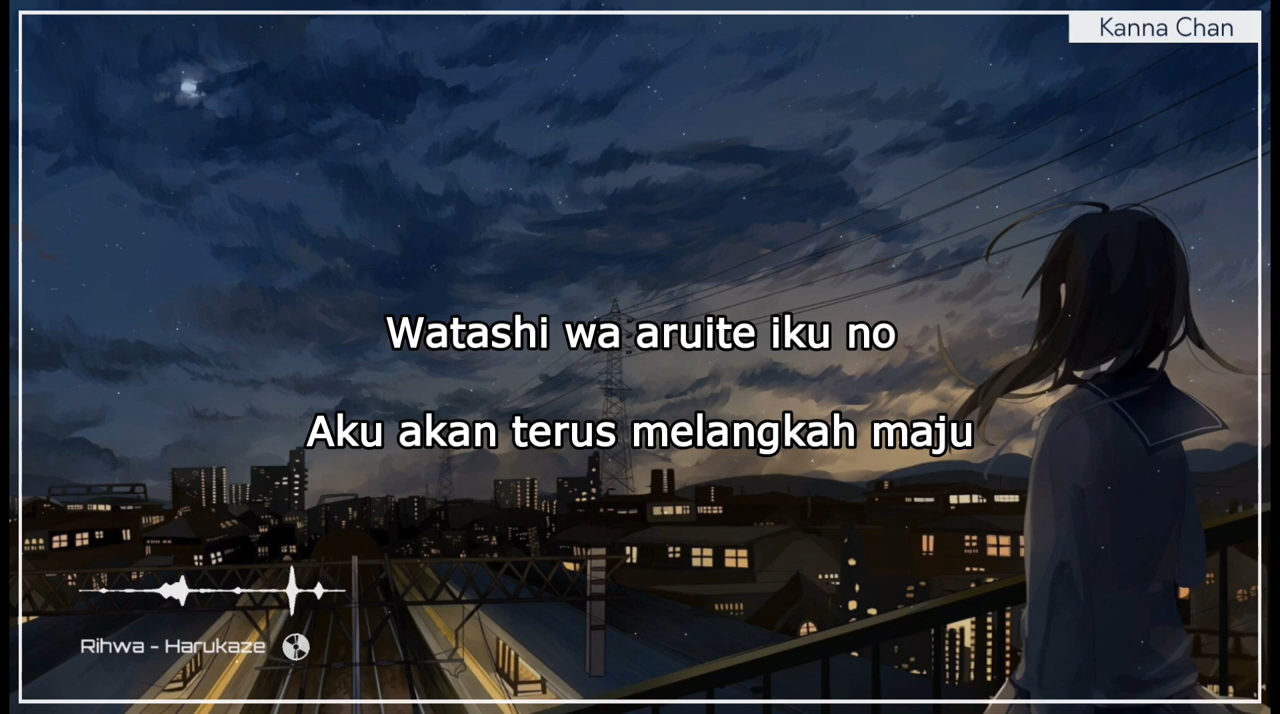 Kanna Chan
Watashi wa aruite iku no
Aku akan terus melangkah maju
Rihwa - Harukaze